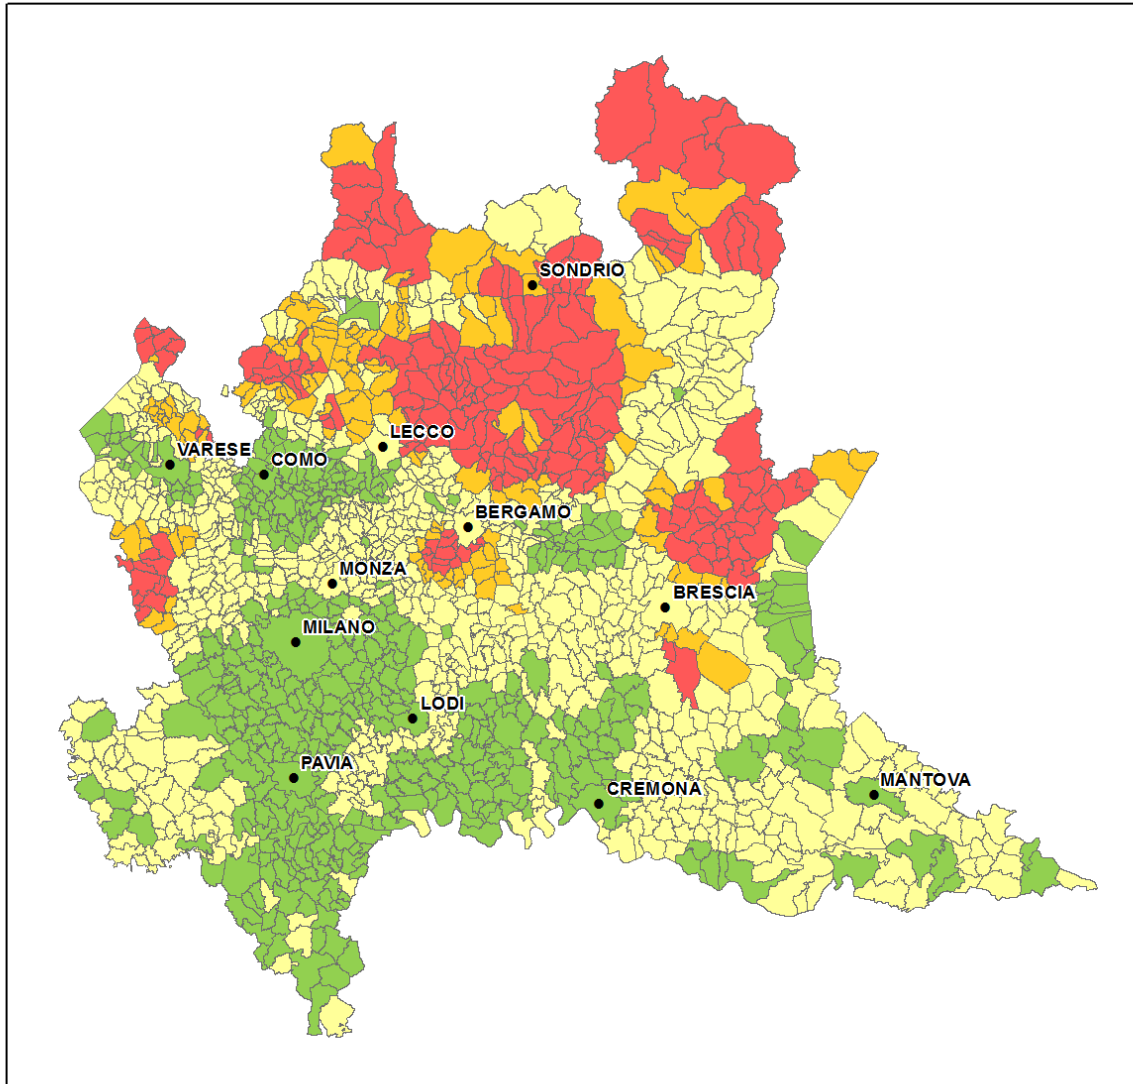 SONDRIO
LECCO
VARESE
COMO
BERGAMO
MONZA
BRESCIA
MILANO
LODI
PAVIA
MANTOVA
CREMONA